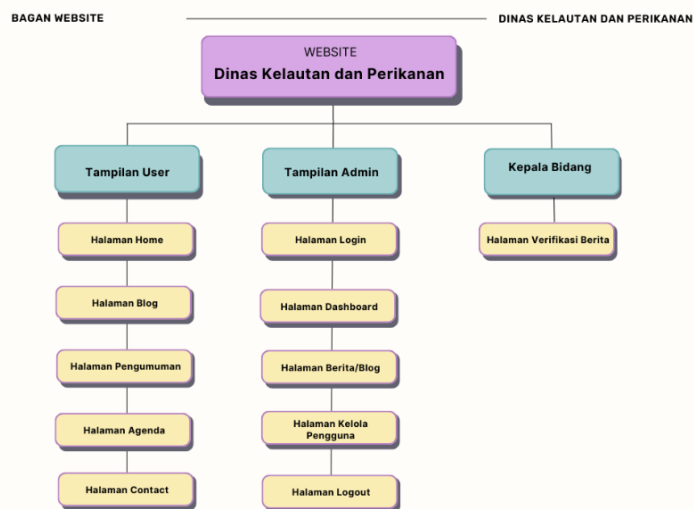 BAGAN WEBSITE
DINAS KELAUTAN DAN PERIKANAN
WEBSITE
Dinas Kelautan dan Perikanan
Tampilan User
Tampilan Admin
Kepala Bidang
Halaman Home
Halaman Login
Halaman Verifikasi Berita
Halaman Blog
Halaman Dashboard
Halaman Pengumuman
Halaman Berita/Blog
Halaman Agenda
Halaman Kelola
Pengguna
Halaman Contact
Halaman Logout